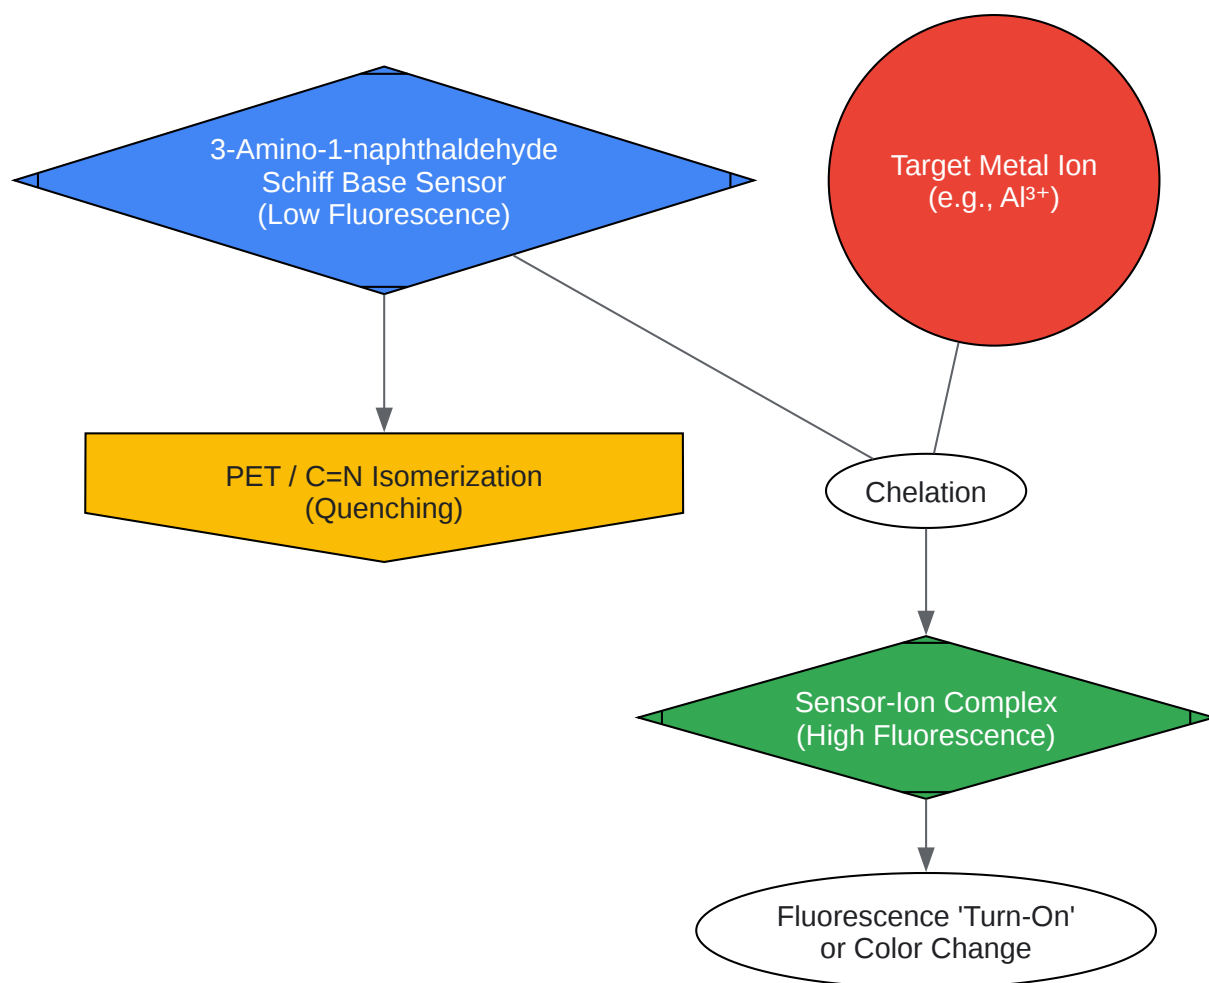 3-Amino-1-naphthaldehyde
Schiff Base Sensor
(Low Fluorescence)
Target Metal Ion
(e.g., Al³⁺)
PET / C=N Isomerization
(Quenching)
Chelation
Sensor-Ion Complex
(High Fluorescence)
Fluorescence 'Turn-On'
or Color Change